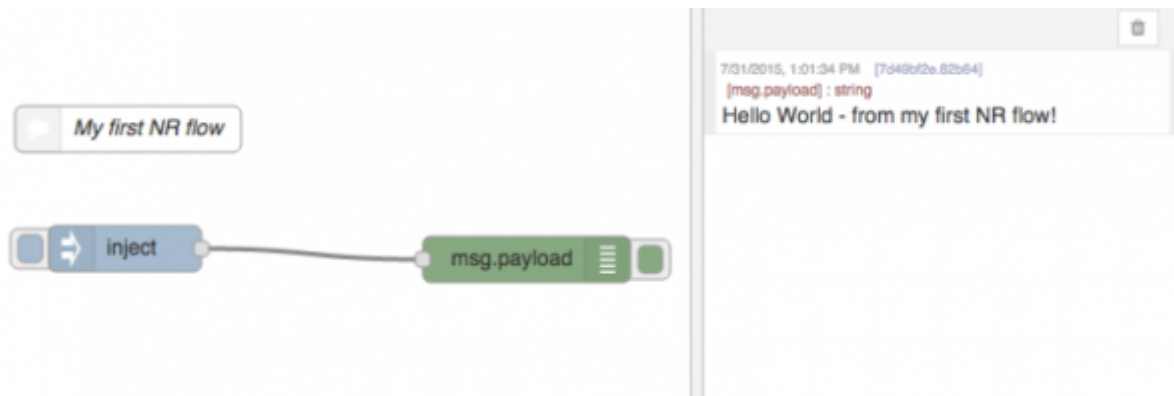 My first NR flow
inject
msg.payload
7/31/2015, 1:01:34 PM [7d49bf2e.82b64]
[msg.payload] : string
Hello World - from my first NR flow!